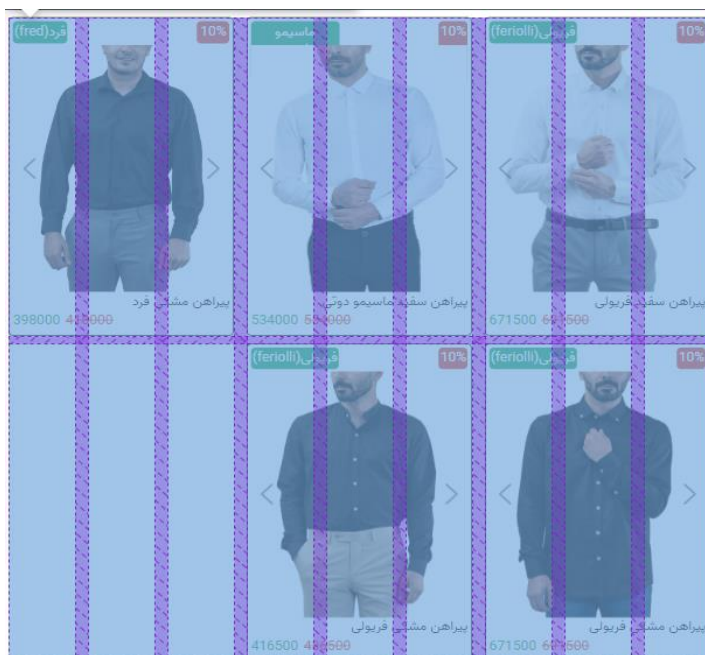 10% فریولی(feriolli)
پیراهن سفید فریولی
671500
10% ماسیمو
پیراهن سفید ماسیمو دوتی
534000
10% فرد(fred)
پیراهن مشکی فرد
398000
10% فریولی(feriolli)
پیراهن مشکی فریولی
671500
10% فریولی(feriolli)
پیراهن مشکی فریولی
416500